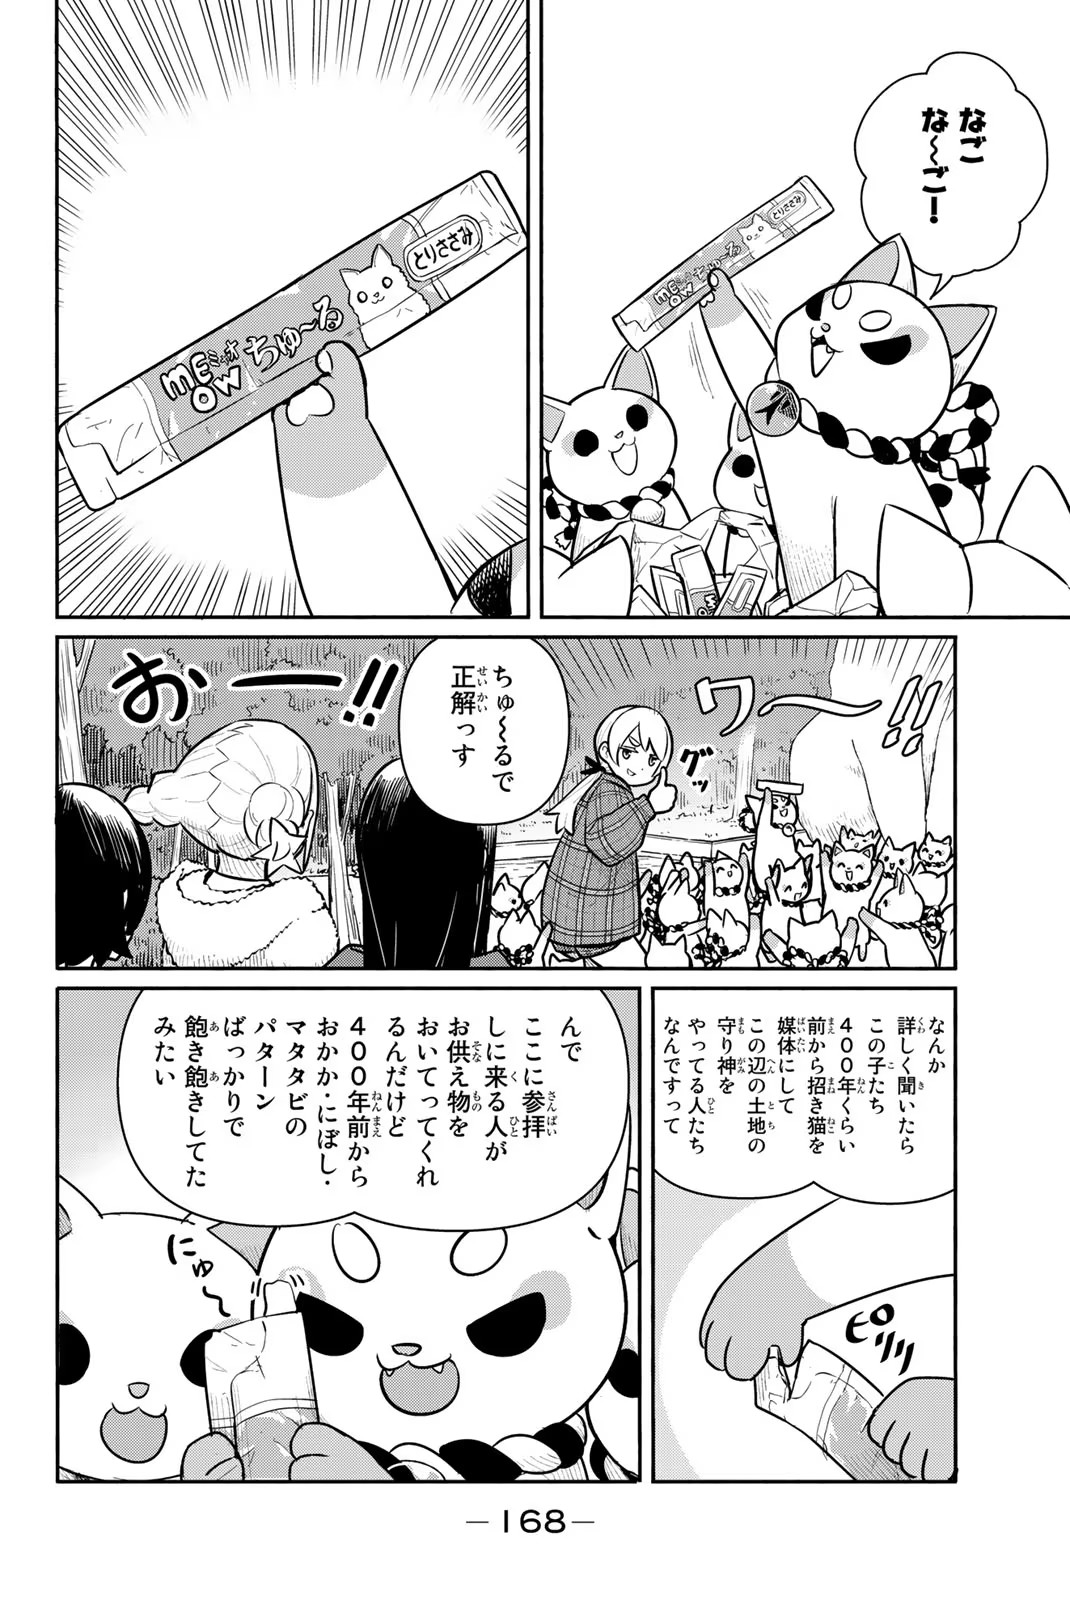 なご
な〜ご！
とりささみ
MEOW
ミャオ
ちゅ〜る
とりささみ
MEOW
ミャオ
ちゅ〜る
ワ〜!!
グッ
ちゅ〜るで
正解っす
おー!!
なんか
詳しく聞いたら
この子たち
400年くらい
前から招き猫を
媒体にして
この辺の土地の
守り神を
やってる人たち
なんですって
ピリリ
んで
ここに参拝
しに来る人が
お供え物を
おいてってくれ
るんだけど
400年前から
おかか・にぼし・
マタタビの
パターン
ばっかりで
飽き飽きしてた
みたい
にゅ〜
—168—